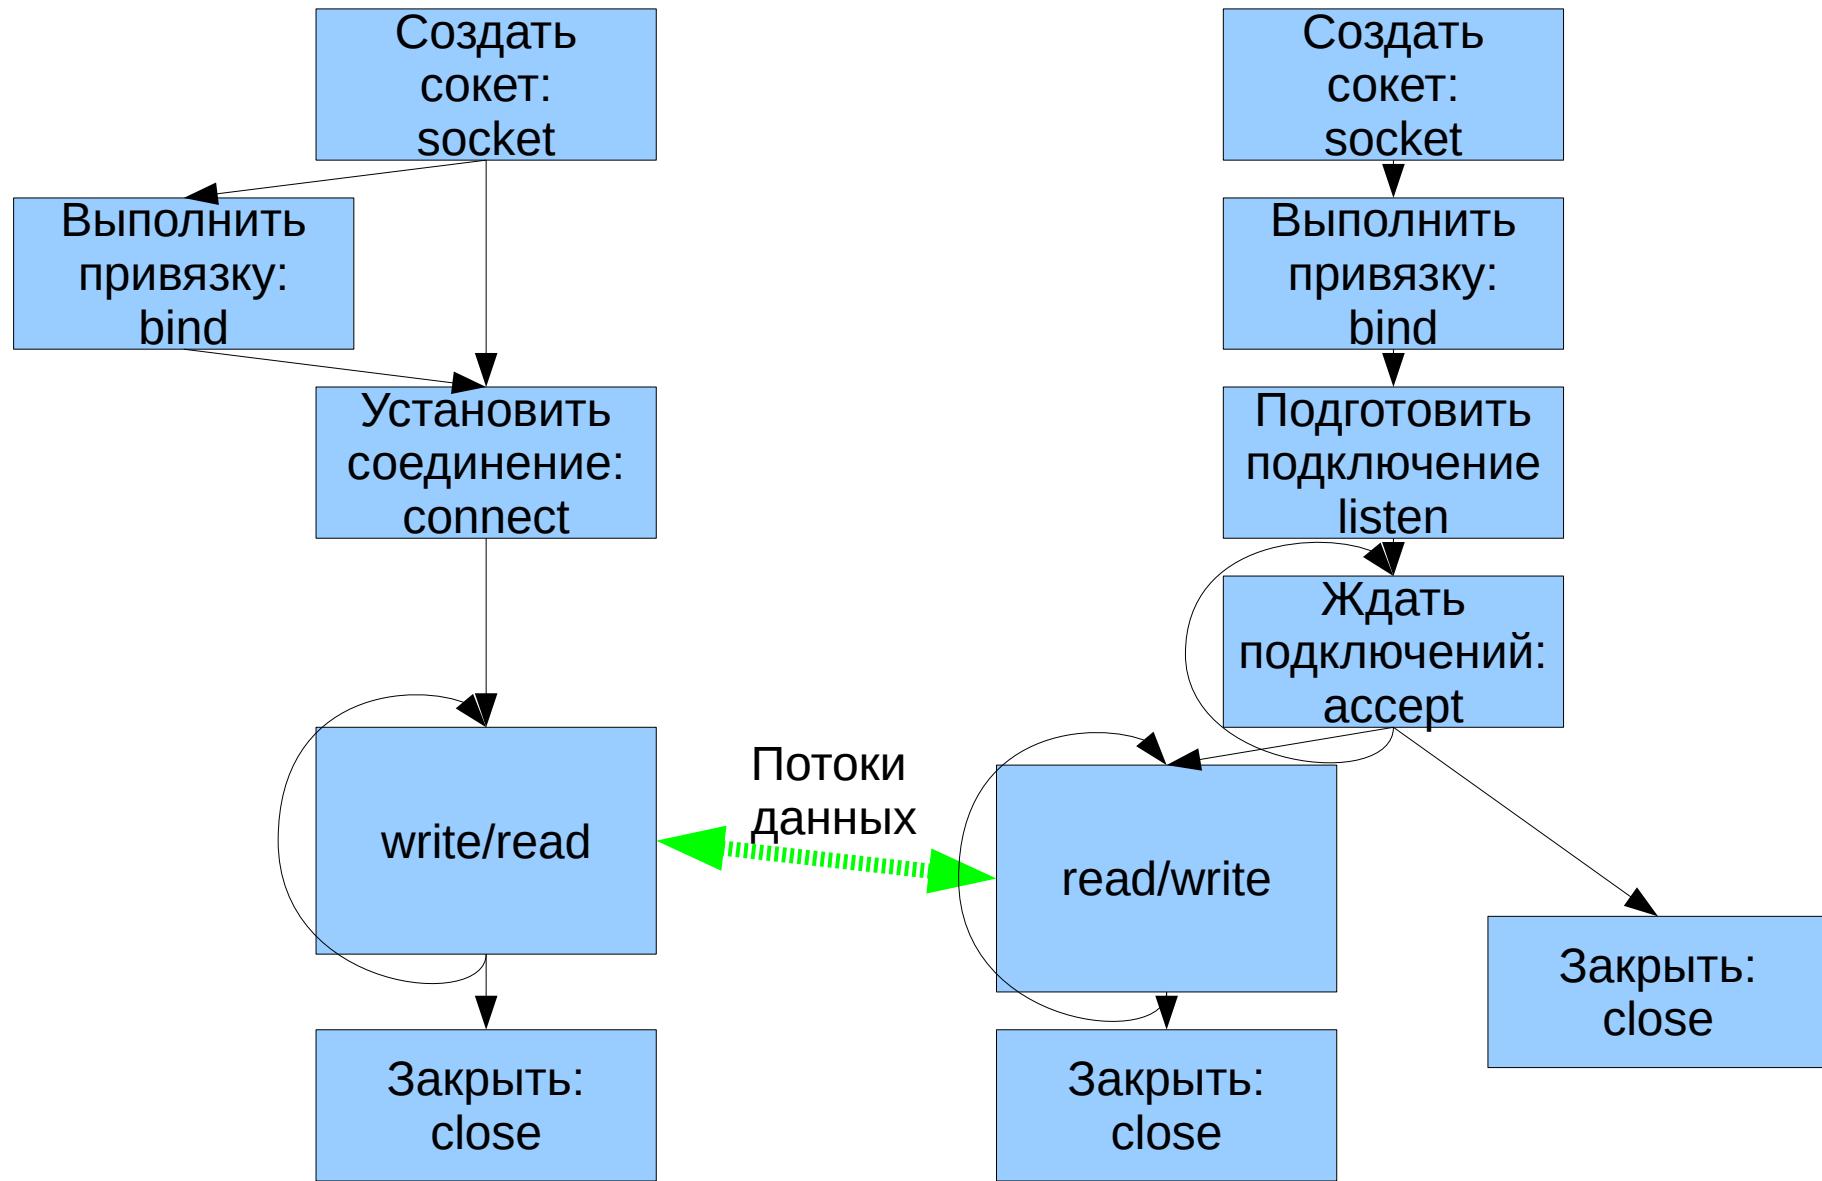 Создать
сокет:
socket
Создать
сокет:
socket
Выполнить
привязку:
bind
Выполнить
привязку:
bind
Установить
соединение:
connect
Подготовить
подключение
listen
Ждать
подключений:
accept
Потоки
данных
write/read
read/write
Закрыть:
close
Закрыть:
close
Закрыть:
close